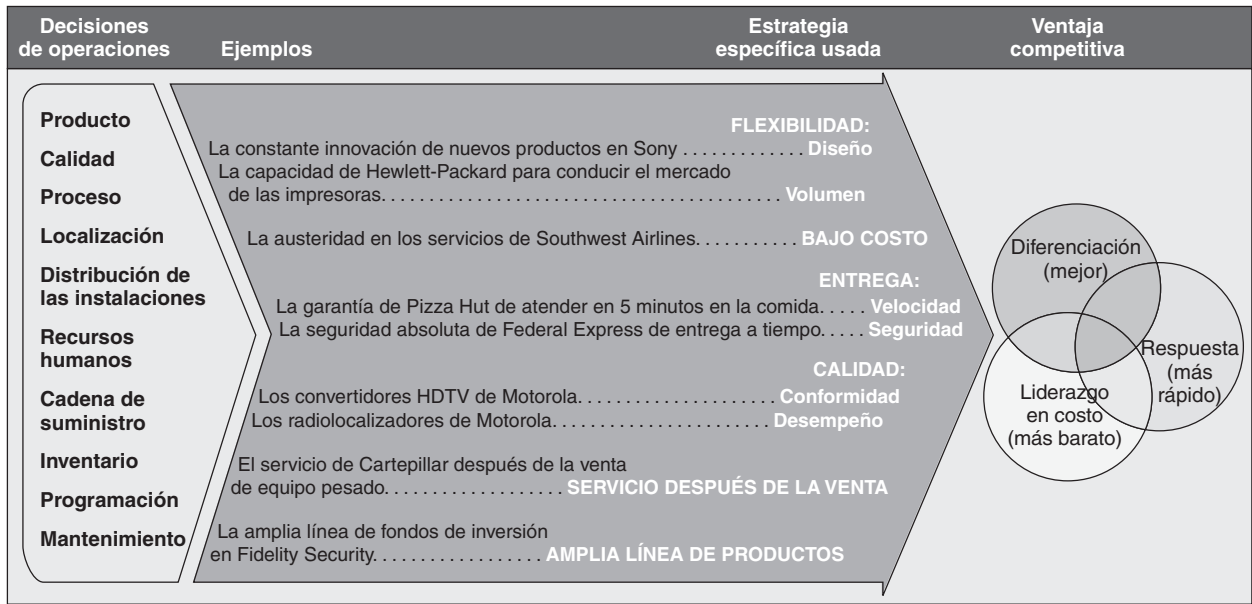 Decisiones
de operaciones
Ejemplos
Estrategia
específica usada
Ventaja
competitiva
Producto
Calidad
Proceso
Localización
Distribución de
las instalaciones
Recursos
humanos
Cadena de
suministro
Inventario
Programación
Mantenimiento
FLEXIBILIDAD:
La constante innovación de nuevos productos en Sony . . . . . . . . . . . . . Diseño
La capacidad de Hewlett-Packard para conducir el mercado
de las impresoras. . . . . . . . . . . . . . . . . . . . . . . . . . . . . . . . . . . . . . . . . Volumen
La austeridad en los servicios de Southwest Airlines. . . . . . . . . . . BAJO COSTO
ENTREGA:
La garantía de Pizza Hut de atender en 5 minutos en la comida. . . . . Velocidad
La seguridad absoluta de Federal Express de entrega a tiempo. . . . . Seguridad
CALIDAD:
Los convertidores HDTV de Motorola. . . . . . . . . . . . . . . . . . . . Conformidad
Los radiolocalizadores de Motorola. . . . . . . . . . . . . . . . . . . . . . . Desempeño
El servicio de Cartepillar después de la venta
de equipo pesado. . . . . . . . . . . . . . . . . . SERVICIO DESPUÉS DE LA VENTA
La amplia línea de fondos de inversión
en Fidelity Security. . . . . . . . . . . . . . . . . AMPLIA LÍNEA DE PRODUCTOS
Diferenciación
(mejor)
Respuesta
(más
rápido)
Liderazgo
en costo
(más barato)